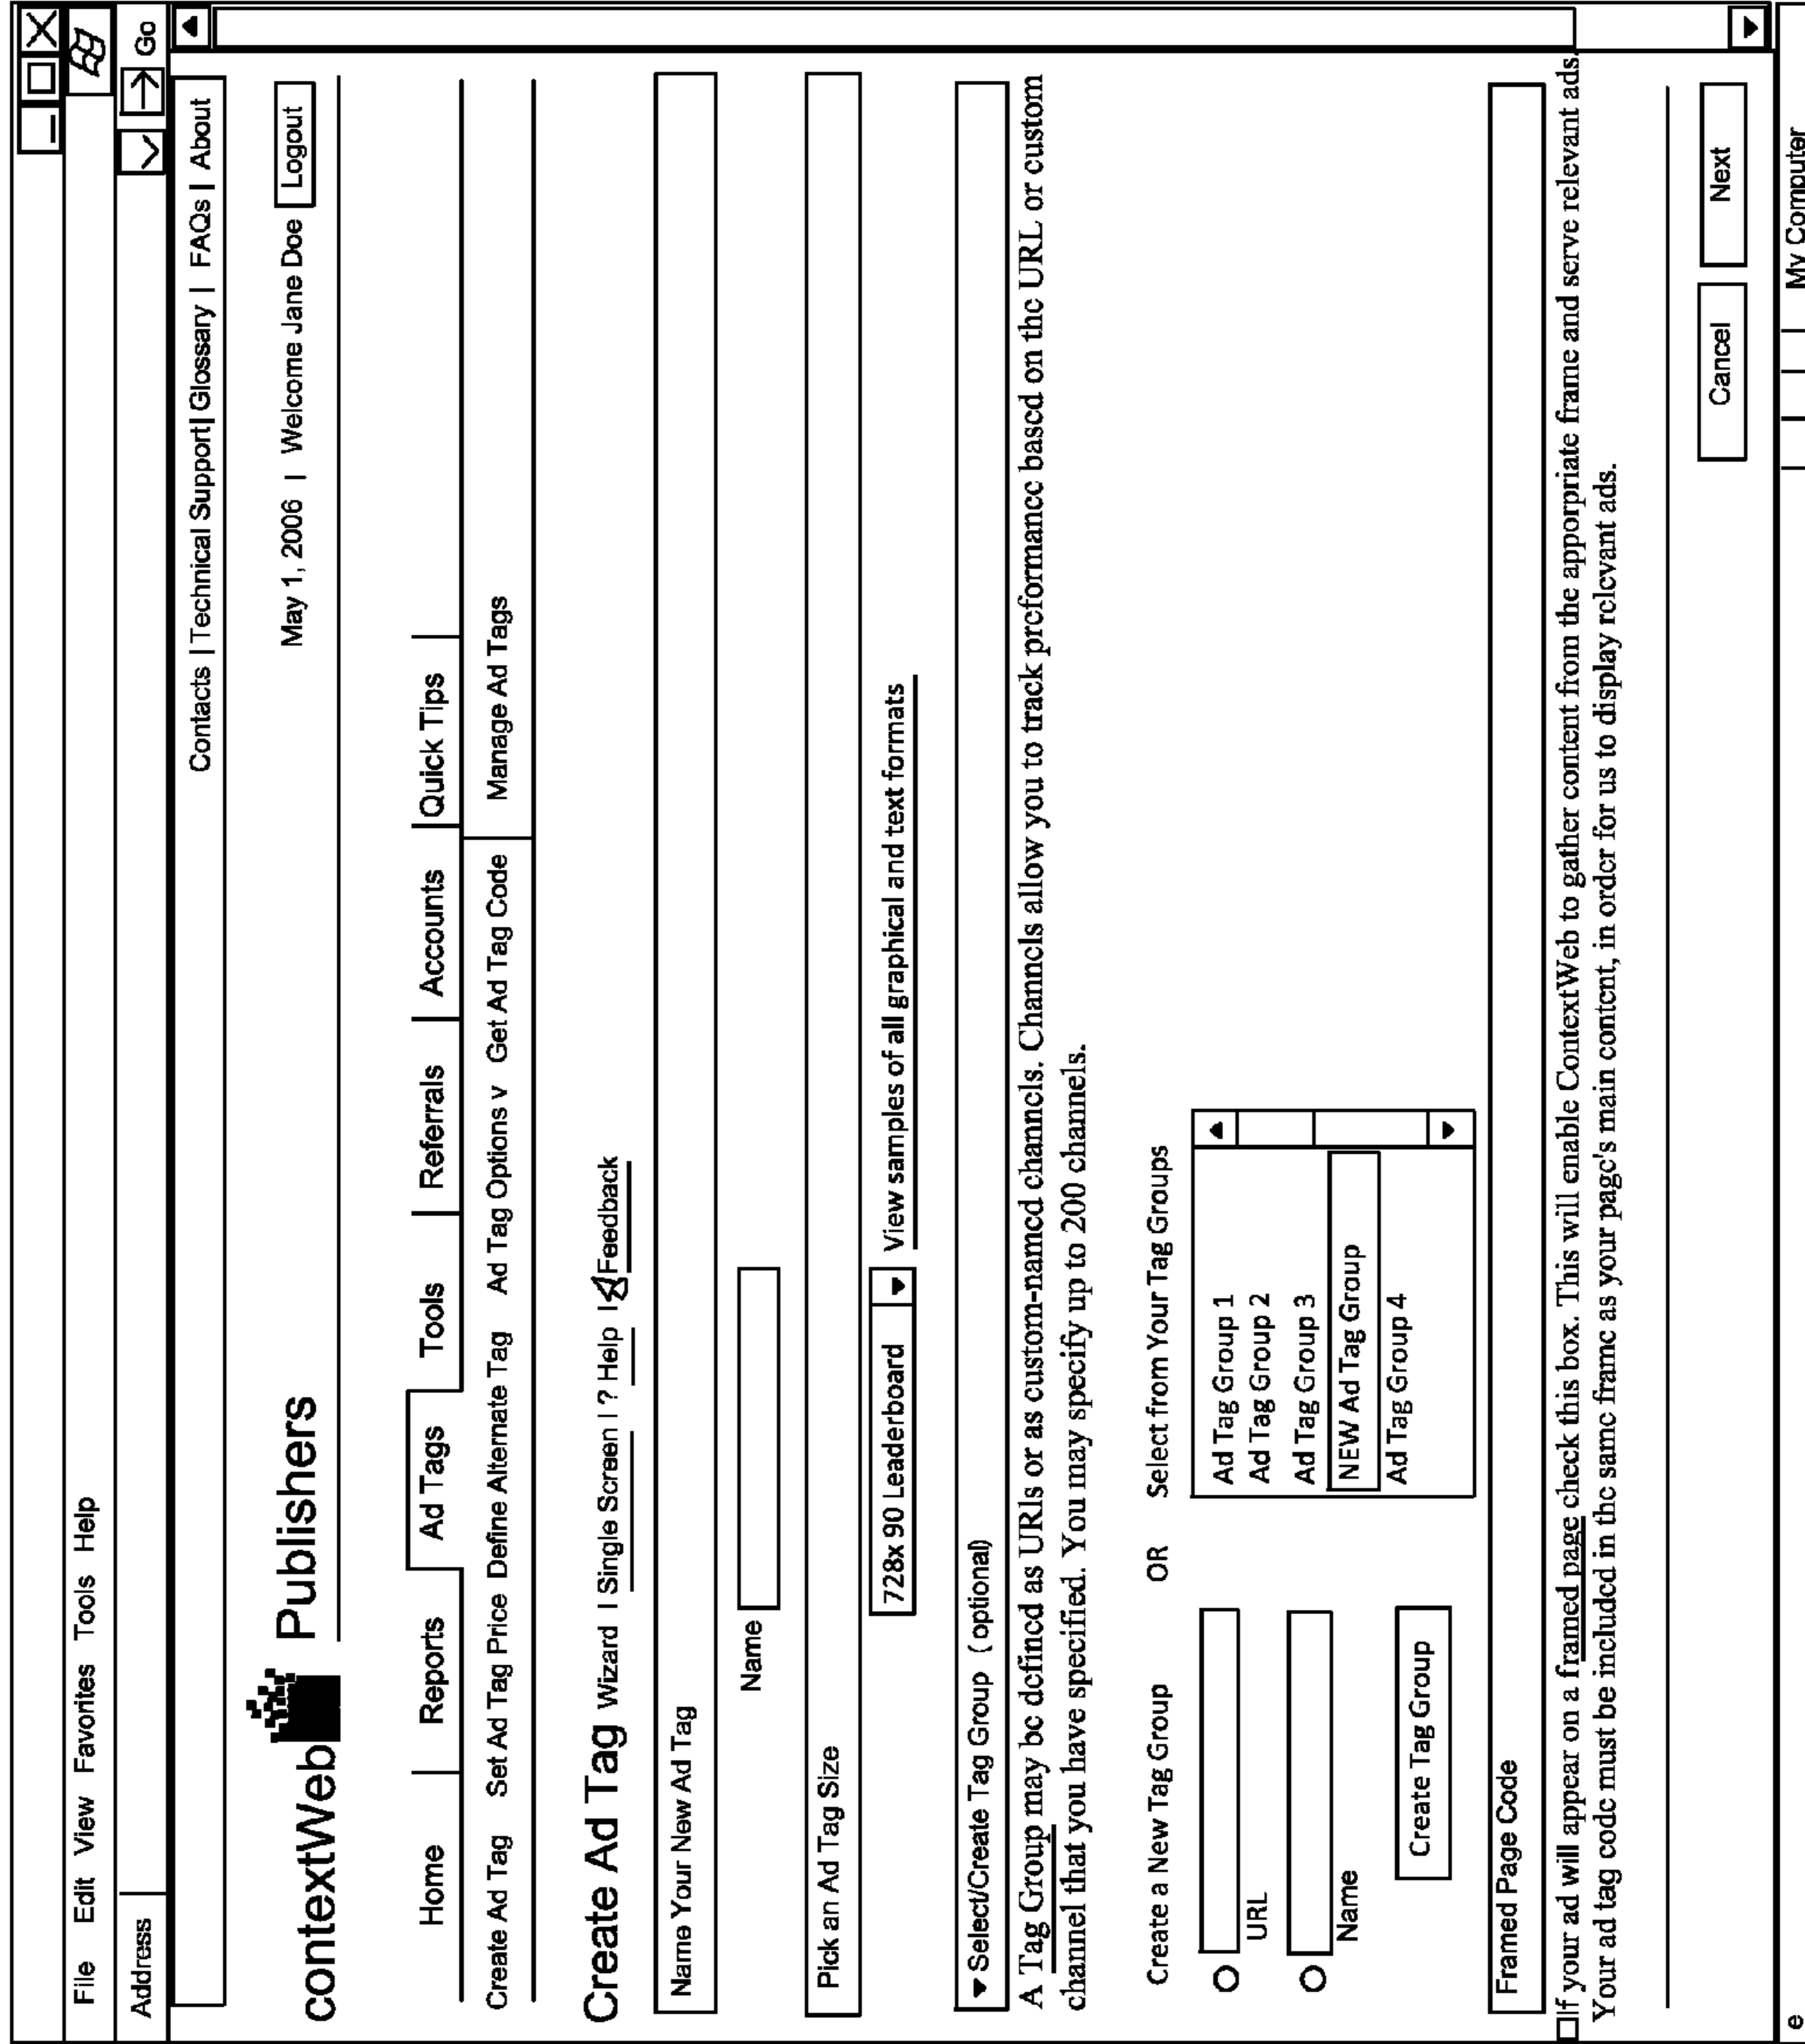 File Edit View Favorites Tools Help
Address Go
Contacts | Technical Support | Glossary | FAQs | About
contextWeb Publishers
May 1, 2006 | Welcome Jane Doe Logout
Home Reports Ad Tags Tools Referrals Accounts Quick Tips
Create Ad Tag Set Ad Tag Price Define Alternate Tag Ad Tag Options v Get Ad Tag Code Manage Ad Tags
Create Ad Tag Wizard | Single Screen | ? Help | Feedback
Name Your New Ad Tag
Name
Pick an Ad Tag Size
728x 90 Leaderboard View samples of all graphical and text formats
Select/Create Tag Group (optional)
A Tag Group may be defined as URls or as custom-named channels. Channels allow you to track preformance based on the URL or custom
channel that you have specified. You may specify up to 200 channels.
Create a New Tag Group OR Select from Your Tag Groups
URL
Name
Create Tag Group
Ad Tag Group 1
Ad Tag Group 2
Ad Tag Group 3
NEW Ad Tag Group
Ad Tag Group 4
Framed Page Code
If your ad will appear on a framed page check this box. This will enable ContextWeb to gather content from the apporpriate frame and serve relevant ads.
Your ad tag code must be included in the same frame as your page's main content, in order for us to display relevant ads.
Cancel Next
e My Computer